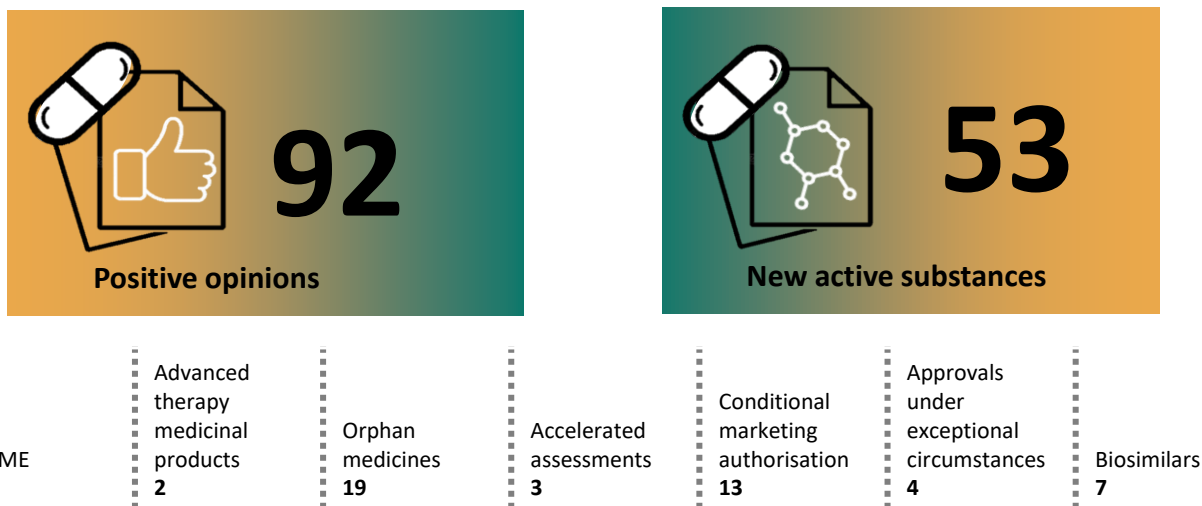 92
Positive opinions
53
New active substances
ME
Advanced
therapy
medicinal
products
2
Orphan
medicines
19
Accelerated
assessments
3
Conditional
marketing
authorisation
13
Approvals
under
exceptional
circumstances
4
Biosimilars
7